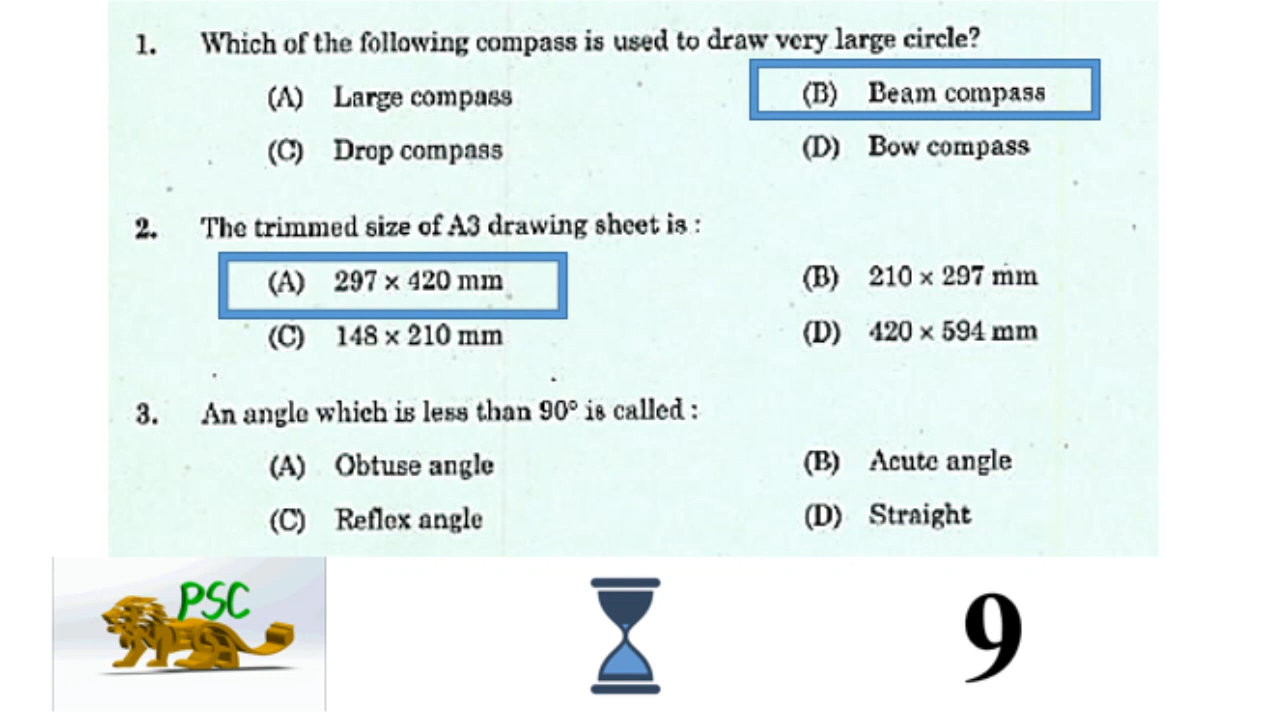 1. Which of the following compass is used to draw very large circle?
(A) Large compass (B) Beam compass
(C) Drop compass (D) Bow compass
2. The trimmed size of A3 drawing sheet is :
(A) 297 × 420 mm (B) 210 × 297 mm
(C) 148 × 210 mm (D) 420 × 594 mm
3. An angle which is less than 90° is called :
(A) Obtuse angle (B) Acute angle
(C) Reflex angle (D) Straight
PSC
9